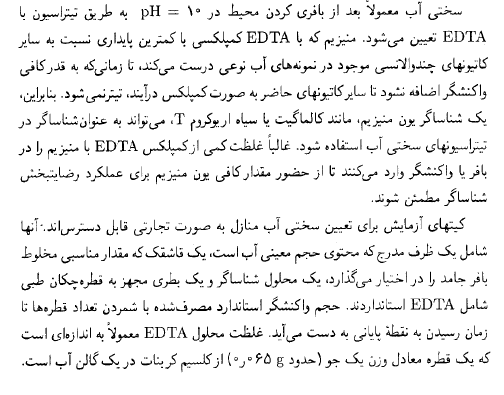 سختی آب معمولاً بعد از بافری کردن محیط در pH = ۱۰ به طریق تیتراسیون با
EDTA تعیین می‌شود. منیزیم که با EDTA کمپلکسی با کمترین پایداری نسبت به سایر
کاتیونهای چندوالانسی موجود در نمونه‌های آب نوعی درست می‌کند، تا زمانی‌که به قدر کافی
واکنشگر اضافه نشود تا سایر کاتیونهای حاضر به صورت کمپلکس درآیند، تیتر نمی‌شود. بنابراین،
یک شناساگر یون منیزیم، مانند کالماگیت یا سیاه اریوکروم T، می‌تواند به عنوان شناساگر در
تیتراسیونهای سختی آب استفاده شود. غالباً غلظت کمی از کمپلکس EDTA با منیزیم را در
بافر یا واکنشگر وارد می‌کنند تا از حضور مقدار کافی یون منیزیم برای عملکرد رضایتبخش
شناساگر مطمئن شوند.
کیتهای آزمایش برای تعیین سختی آب منازل به صورت تجارتی قابل دسترس‌اند. آنها
شامل یک ظرف مدرج که محتوی حجم معینی آب است، یک قاشقک که مقدار مناسبی مخلوط
بافر جامد را در اختیار می‌گذارد، یک محلول شناساگر و یک بطری مجهز به قطره‌چکان طبی
شامل EDTA استانداردند. حجم واکنشگر استاندارد مصرف‌شده با شمردن تعداد قطره‌ها تا
زمان رسیدن به نقطهٔ پایانی به دست می‌آید. غلظت محلول EDTA معمولاً به اندازه‌ای است
که یک قطره معادل وزن یک جو (حدود ۰٫۰۶۵ g) از کلسیم کربنات در یک گالن آب است.